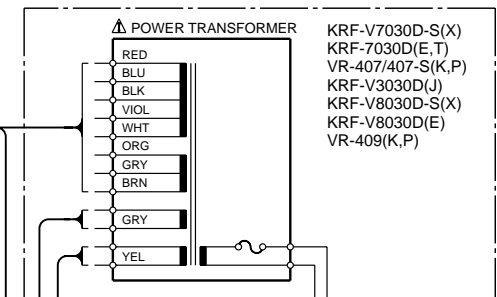 ⚠ POWER TRANSFORMER
RED
BLU
BLK
VIOL
WHT
ORG
GRY
BRN
GRY
YEL
KRF-V7030D-S(X)
KRF-7030D(E,T)
VR-407/407-S(K,P)
KRF-V3030D(J)
KRF-V8030D-S(X)
KRF-V8030D(E)
VR-409(K,P)